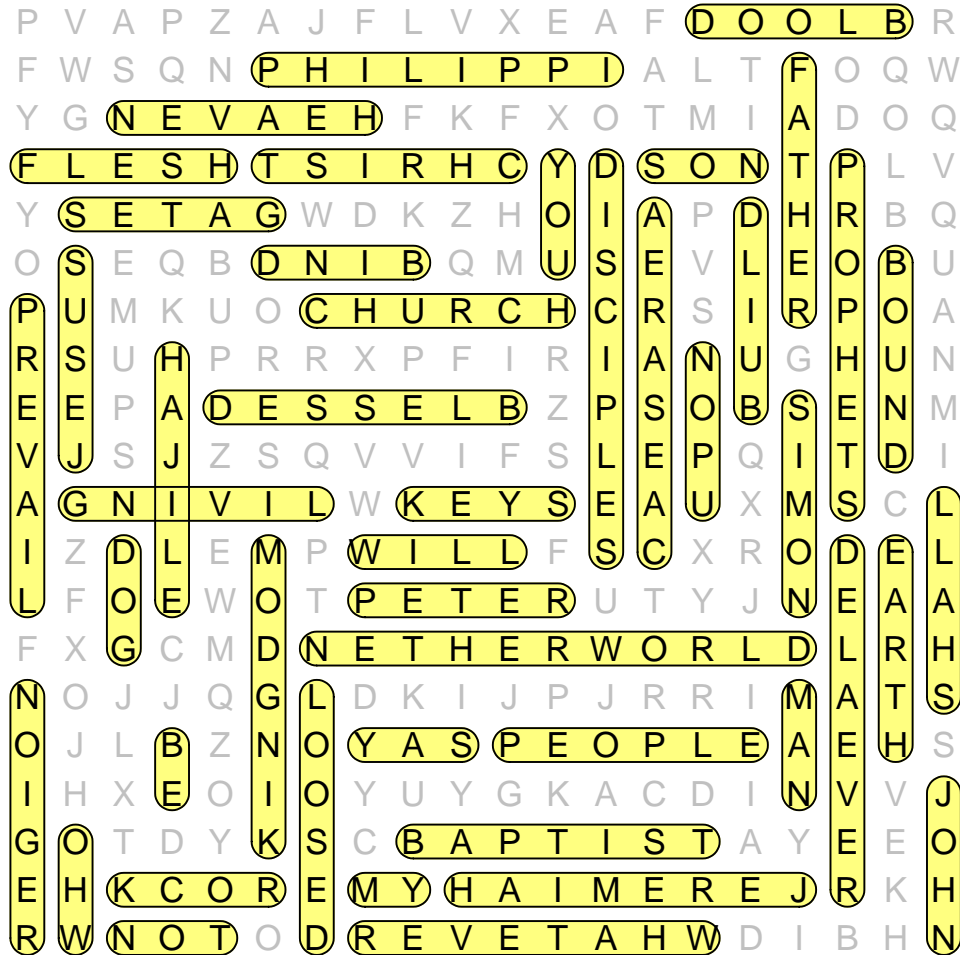 P V A P Z A J F L V X E A F D O O L B R
F W S Q N P H I L I P P I A L T F O Q W
Y G N E V A E H F K F X O T M I A D O Q
F L E S H T S I R H C Y D S O N T P L V
Y S E T A G W D K Z H O I A P D H R B Q
O S E Q B D N I B Q M U S E V L E O B U
P U M K U O C H U R C H C R S I R P O A
R S U H P R R X P F I R I A N U G H U N
E E P A D E S S E L B Z P S O B S E N M
V J S J Z S Q V V I F S L E P Q I T D I
A G N I V I L W K E Y S E A U X M S C L
I Z D L E M P W I L L F S C X R O D E L
L F O E W O T P E T E R U T Y J N E A A
F X G C M D N E T H E R W O R L D L R H
N O J J Q G L D K I J P J R R I M A T S
O J L B Z N O Y A S P E O P L E A E H S
I H X E O I O Y U Y G K A C D I N V V J
G O T D Y K S C B A P T I S T A Y E E O
E H K C O R E M Y H A I M E R E J R K H
R W N O T O D R E V E T A H W D I B H N